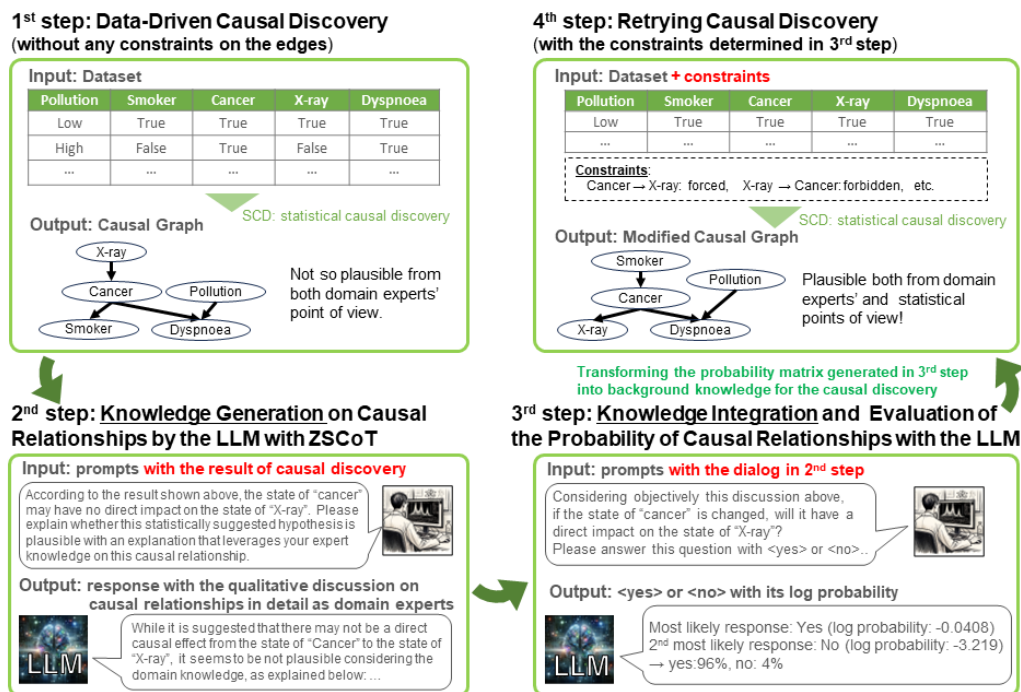 1st step: Data-Driven Causal Discovery
(without any constraints on the edges)
Input: Dataset
Pollution Smoker Cancer X-ray Dyspnoea
Low True True True True
High False True False True
... ... ... ... ...
SCD: statistical causal discovery
Output: Causal Graph
X-ray
Cancer
Pollution
Smoker
Dyspnoea
Not so plausible from
both domain experts'
point of view.
4th step: Retrying Causal Discovery
(with the constraints determined in 3rd step)
Input: Dataset + constraints
Pollution Smoker Cancer X-ray Dyspnoea
Low True True True True
... ... ... ... ...
Constraints:
Cancer → X-ray: forced, X-ray → Cancer: forbidden, etc.
SCD: statistical causal discovery
Output: Modified Causal Graph
Smoker
Pollution
Cancer
X-ray
Dyspnoea
Plausible both from domain
experts' and statistical
points of view!
Transforming the probability matrix generated in 3rd step
into background knowledge for the causal discovery
2nd step: Knowledge Generation on Causal
Relationships by the LLM with ZSCoT
Input: prompts with the result of causal discovery
According to the result shown above, the state of "cancer"
may have no direct impact on the state of "X-ray". Please
explain whether this statistically suggested hypothesis is
plausible with an explanation that leverages your expert
knowledge on this causal relationship.
Output: response with the qualitative discussion on
causal relationships in detail as domain experts
LLM
While it is suggested that there may not be a direct
causal effect from the state of "Cancer" to the state of
"X-ray", it seems to be not plausible considering the
domain knowledge, as explained below: ...
3rd step: Knowledge Integration and Evaluation of
the Probability of Causal Relationships with the LLM
Input: prompts with the dialog in 2nd step
Considering objectively this discussion above,
if the state of "cancer" is changed, will it have a
direct impact on the state of "X-ray"?
Please answer this question with <yes> or <no>..
Output: <yes> or <no> with its log probability
LLM
Most likely response: Yes (log probability: -0.0408)
2nd most likely response: No (log probability: -3.219)
→ yes:96%, no: 4%